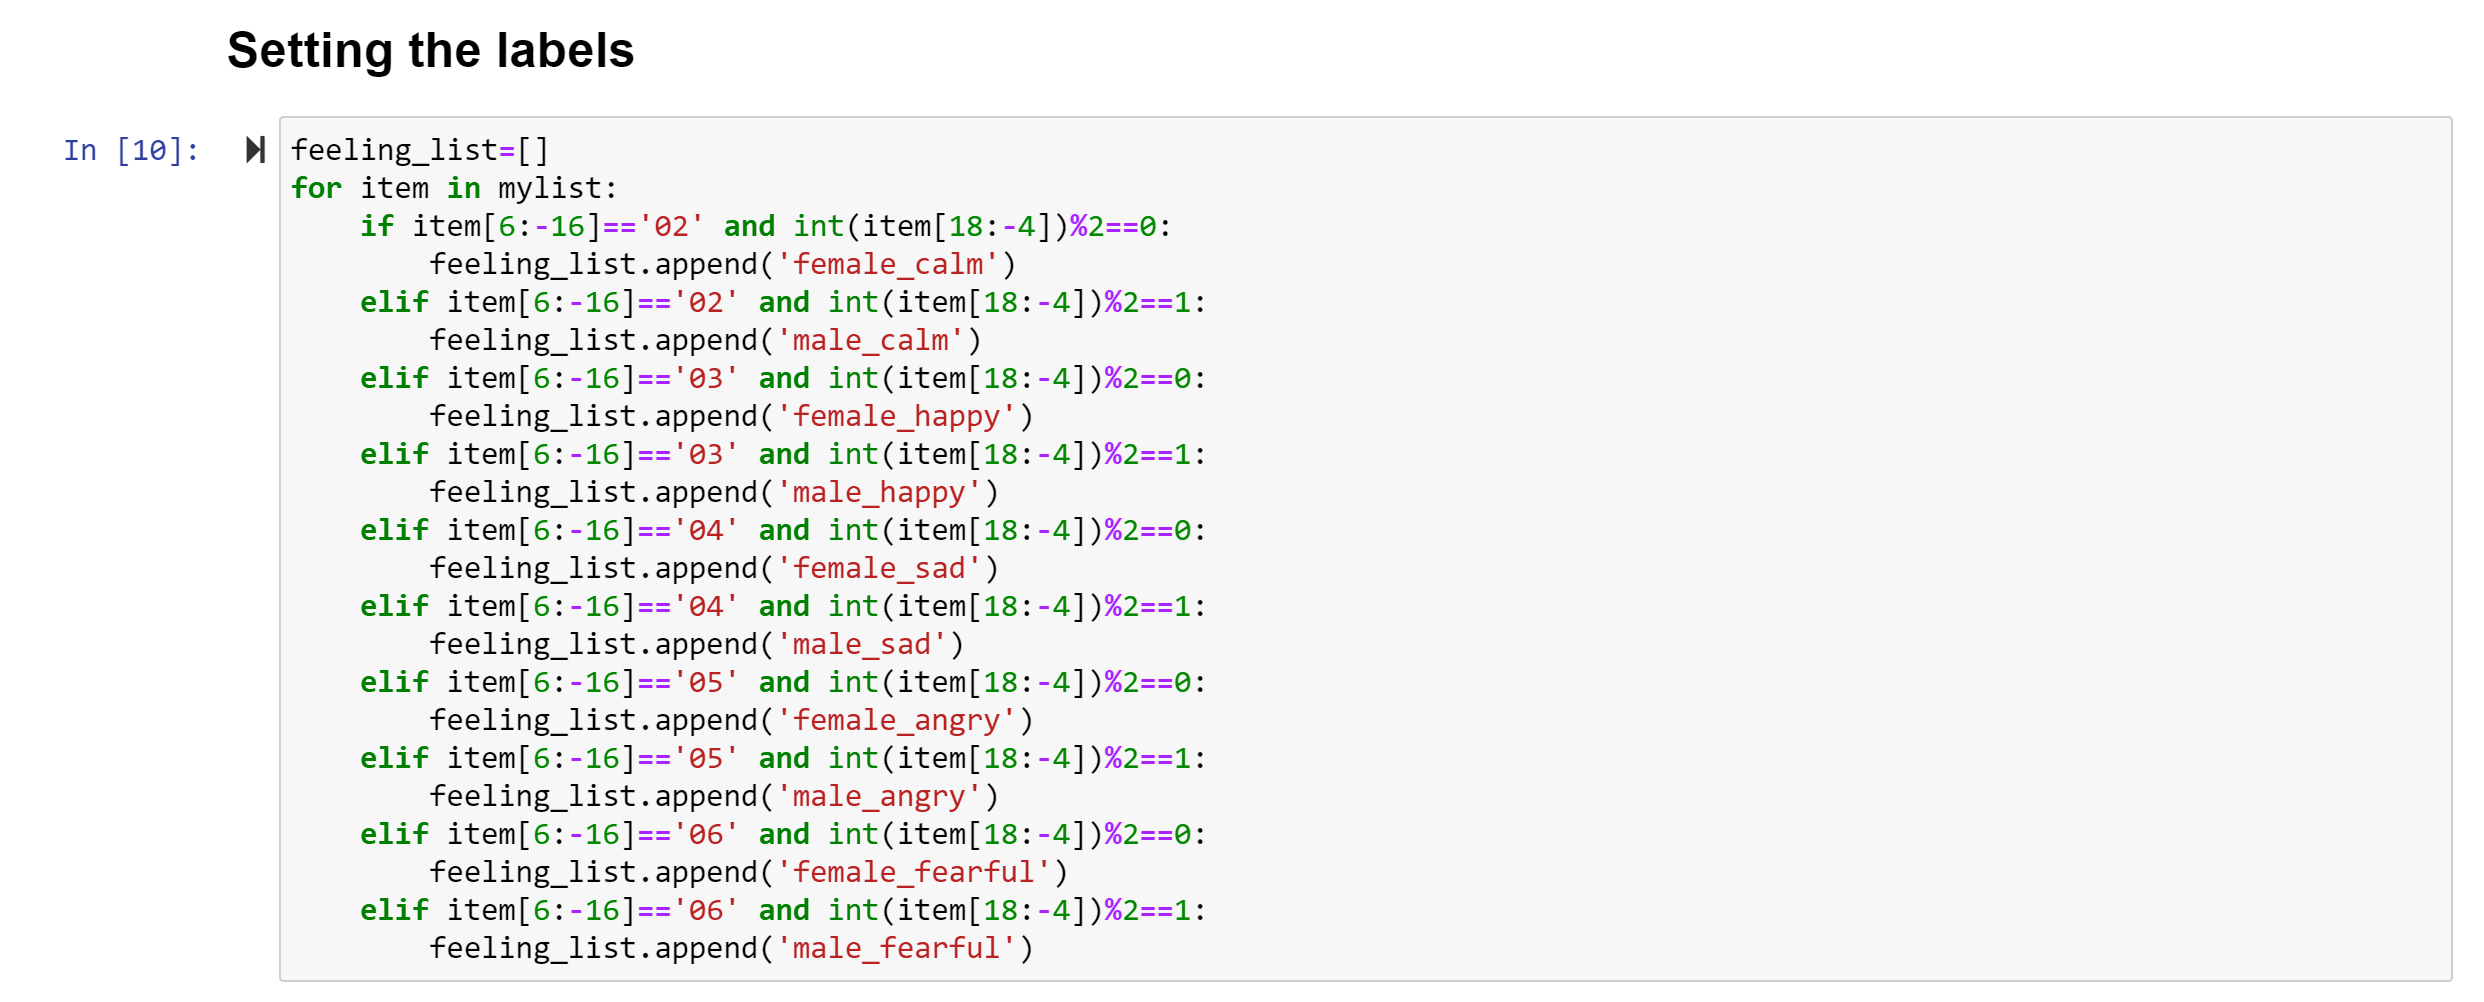 Setting the labels
In [10]:
feeling_list=[]
for item in mylist:
    if item[6:-16]=='02' and int(item[18:-4])%2==0:
        feeling_list.append('female_calm')
    elif item[6:-16]=='02' and int(item[18:-4])%2==1:
        feeling_list.append('male_calm')
    elif item[6:-16]=='03' and int(item[18:-4])%2==0:
        feeling_list.append('female_happy')
    elif item[6:-16]=='03' and int(item[18:-4])%2==1:
        feeling_list.append('male_happy')
    elif item[6:-16]=='04' and int(item[18:-4])%2==0:
        feeling_list.append('female_sad')
    elif item[6:-16]=='04' and int(item[18:-4])%2==1:
        feeling_list.append('male_sad')
    elif item[6:-16]=='05' and int(item[18:-4])%2==0:
        feeling_list.append('female_angry')
    elif item[6:-16]=='05' and int(item[18:-4])%2==1:
        feeling_list.append('male_angry')
    elif item[6:-16]=='06' and int(item[18:-4])%2==0:
        feeling_list.append('female_fearful')
    elif item[6:-16]=='06' and int(item[18:-4])%2==1:
        feeling_list.append('male_fearful')